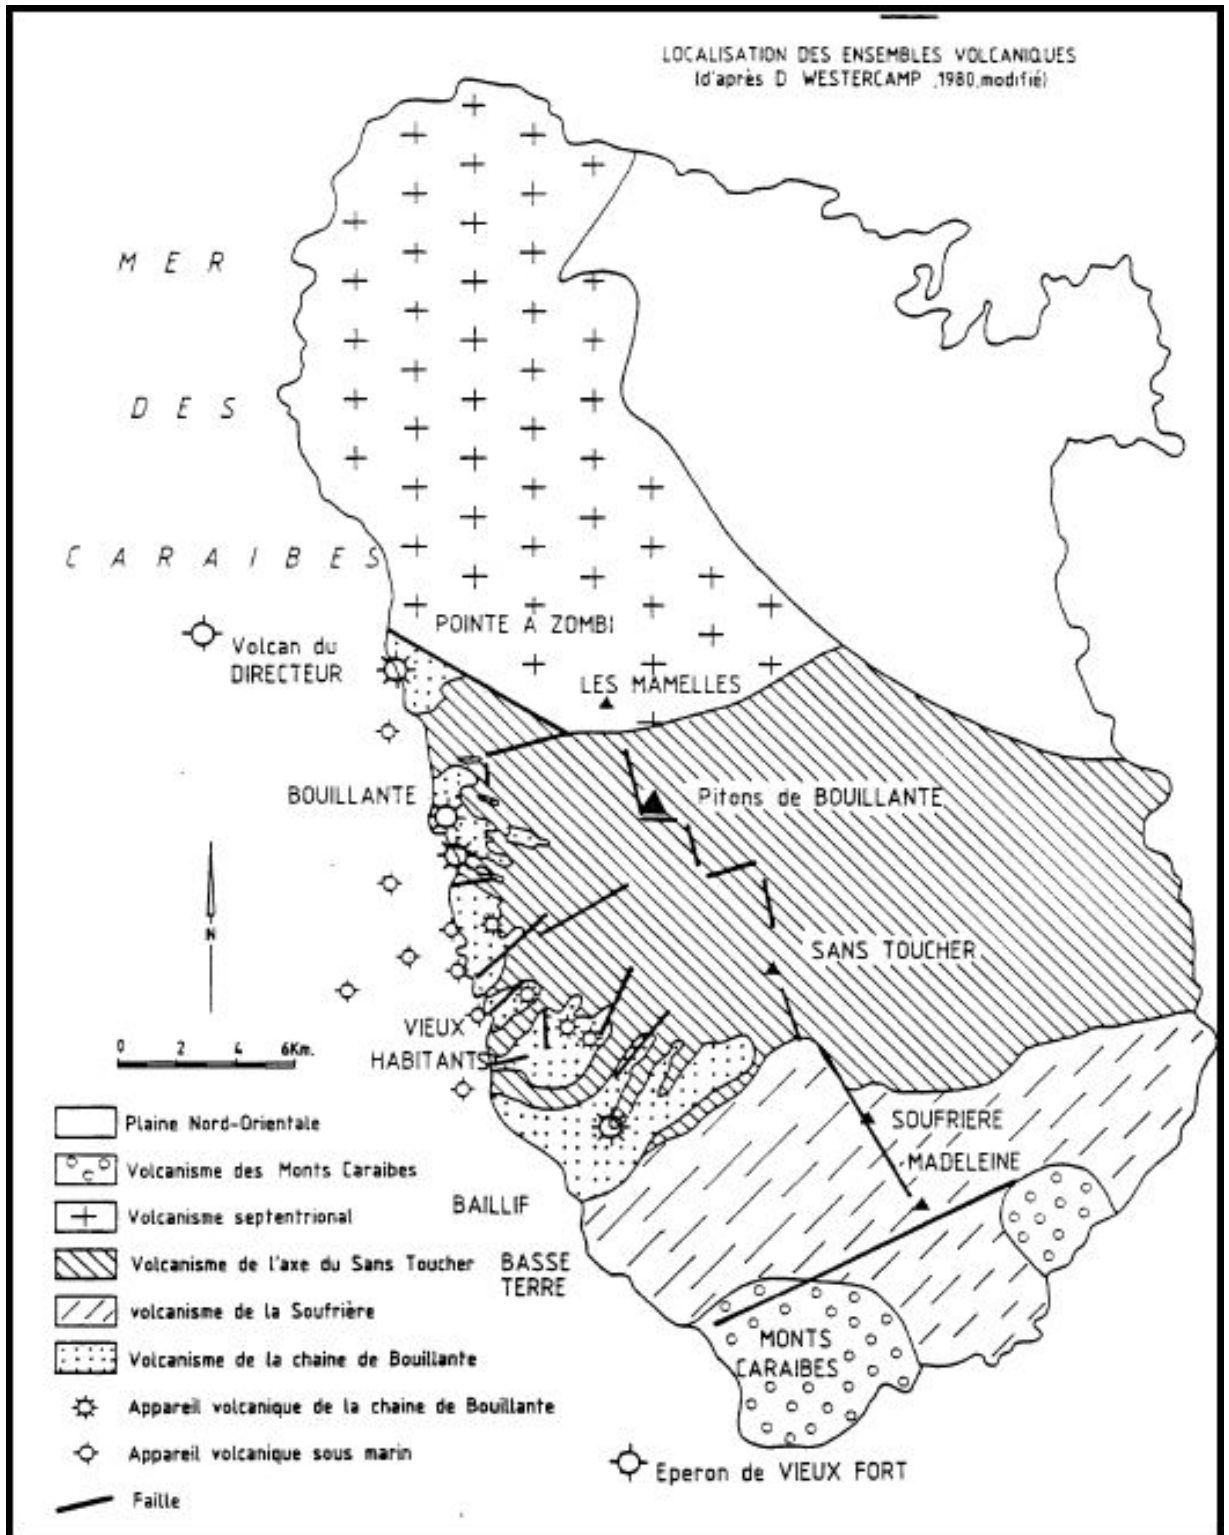 LOCALISATION DES ENSEMBLES VOLCANIQUES
(d'après D WESTERCAMP ,1980,modifié)
MER
DES
CARAIBES
POINTE A ZOMBI
Volcan du
DIRECTEUR
LES MAMELLES
BOUILLANTE
Pitons de BOUILLANTE
N
SANS TOUCHER
VIEUX
HABITANTS
0 2 4 6Km.
SOUFRIERE
MADELEINE
BAILLIF
BASSE
TERRE
MONTS
CARAIBES
Eperon de VIEUX FORT
Plaine Nord-Orientale
Volcanisme des Monts Caraibes
Volcanisme septentrional
Volcanisme de l'axe du Sans Toucher
volcanisme de la Soufrière
Volcanisme de la chaine de Bouillante
Appareil volcanique de la chaine de Bouillante
Appareil volcanique sous marin
Faille